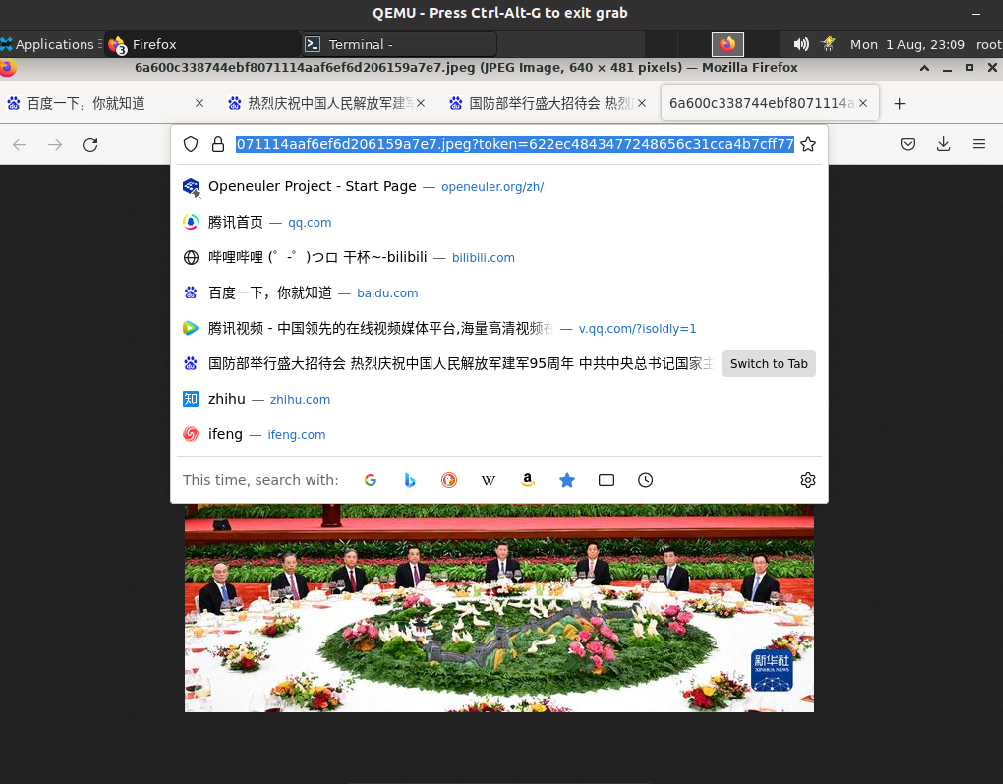 QEMU - Press Ctrl-Alt-G to exit grab
Applications
3 Firefox
Terminal -
Mon 1 Aug, 23:09 root
6a600c338744ebf8071114aaf6ef6d206159a7e7.jpeg (JPEG Image, 640 × 481 pixels) — Mozilla Firefox
百度一下，你就知道
热烈庆祝中国人民解放军建军
国防部举行盛大招待会 热烈
6a600c338744ebf8071114a
071114aaf6ef6d206159a7e7.jpeg?token=622ec4843477248656c31cca4b7cff77
Openeuler Project - Start Page — openeuler.org/zh/
腾讯首页 — qq.com
哔哩哔哩 (゜-゜)つロ 干杯~-bilibili — bilibili.com
百度一下，你就知道 — baidu.com
腾讯视频 - 中国领先的在线视频媒体平台,海量高清视频在 — v.qq.com/?isoldly=1
国防部举行盛大招待会 热烈庆祝中国人民解放军建军95周年 中共中央总书记国家主 Switch to Tab
知 zhihu — zhihu.com
ifeng — ifeng.com
This time, search with:
新华社
XINHUA NEWS